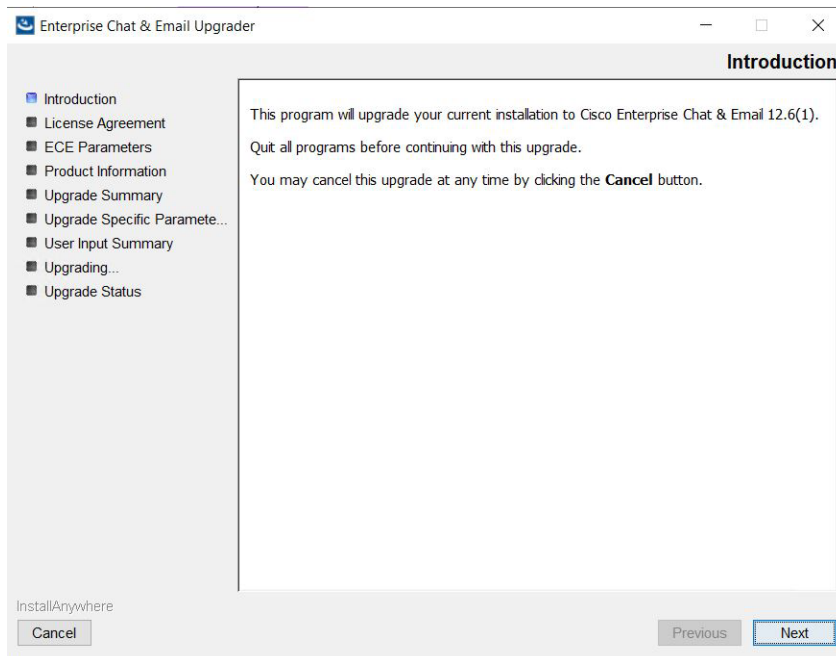 Enterprise Chat & Email Upgrader
Introduction
Introduction
License Agreement
ECE Parameters
Product Information
Upgrade Summary
Upgrade Specific Paramete...
User Input Summary
Upgrading...
Upgrade Status
This program will upgrade your current installation to Cisco Enterprise Chat & Email 12.6(1).
Quit all programs before continuing with this upgrade.
You may cancel this upgrade at any time by clicking the Cancel button.
InstallAnywhere
Cancel
Previous
Next